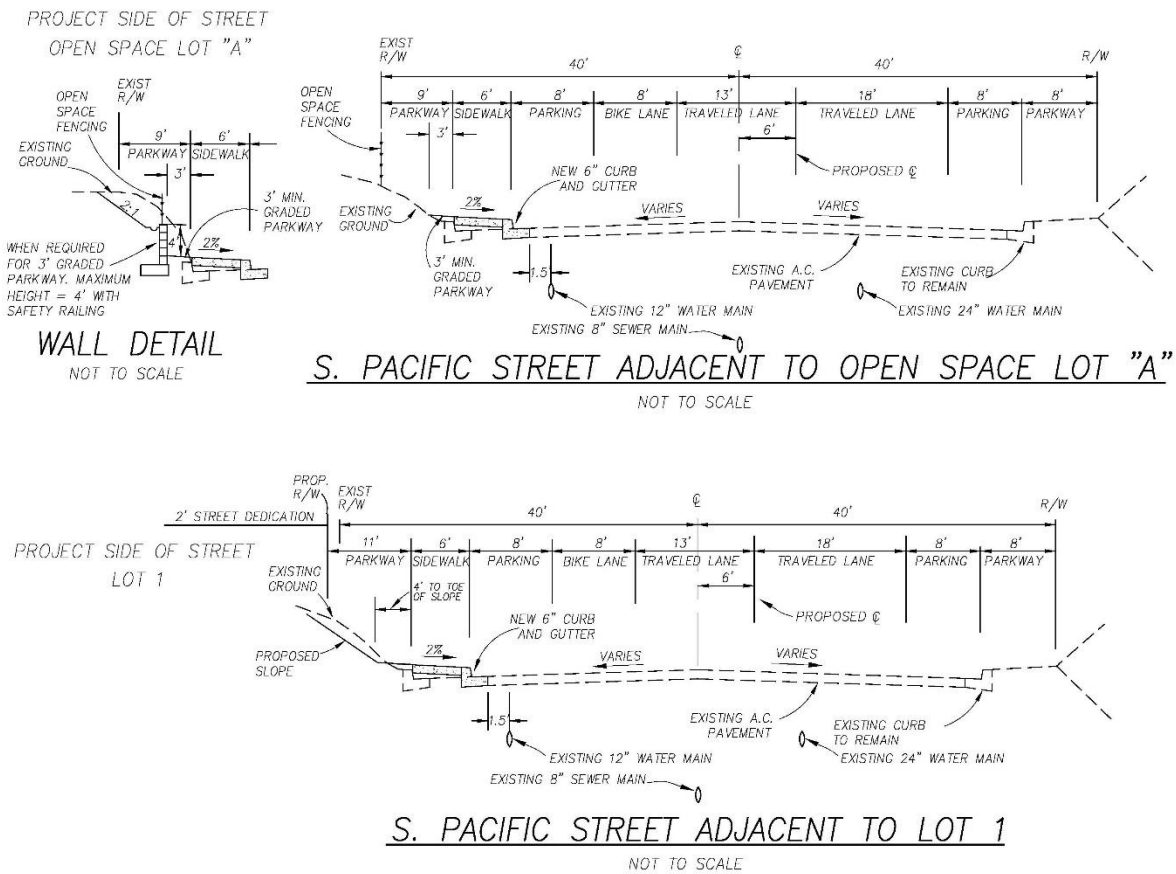 PROJECT SIDE OF STREET
OPEN SPACE LOT "A"
EXIST
R/W
OPEN
SPACE
FENCING
EXISTING
GROUND
9'
6'
PARKWAY
SIDEWALK
3'
2:1
4'
2%
3' MIN.
GRADED
PARKWAY
WHEN REQUIRED
FOR 3' GRADED
PARKWAY. MAXIMUM
HEIGHT = 4' WITH
SAFETY RAILING
WALL DETAIL
NOT TO SCALE
EXIST
R/W
℄
R/W
40'
40'
OPEN
SPACE
FENCING
9'
6'
8'
8'
13'
18'
8'
8'
PARKWAY
SIDEWALK
PARKING
BIKE LANE
TRAVELED LANE
TRAVELED LANE
PARKING
PARKWAY
3'
6'
PROPOSED ℄
NEW 6" CURB
AND GUTTER
2%
VARIES
VARIES
EXISTING
GROUND
3' MIN.
GRADED
PARKWAY
1.5'
EXISTING A.C.
PAVEMENT
EXISTING CURB
TO REMAIN
EXISTING 12" WATER MAIN
EXISTING 24" WATER MAIN
EXISTING 8" SEWER MAIN
S. PACIFIC STREET ADJACENT TO OPEN SPACE LOT "A"
NOT TO SCALE
PROP.
R/W
EXIST
R/W
℄
R/W
2' STREET DEDICATION
40'
40'
PROJECT SIDE OF STREET
LOT 1
11'
6'
8'
8'
13'
18'
8'
8'
PARKWAY
SIDEWALK
PARKING
BIKE LANE
TRAVELED LANE
TRAVELED LANE
PARKING
PARKWAY
EXISTING
GROUND
4' TO TOE
OF SLOPE
6'
PROPOSED ℄
NEW 6" CURB
AND GUTTER
PROPOSED
SLOPE
2%
VARIES
VARIES
1.5'
EXISTING A.C.
PAVEMENT
EXISTING CURB
TO REMAIN
EXISTING 12" WATER MAIN
EXISTING 24" WATER MAIN
EXISTING 8" SEWER MAIN
S. PACIFIC STREET ADJACENT TO LOT 1
NOT TO SCALE